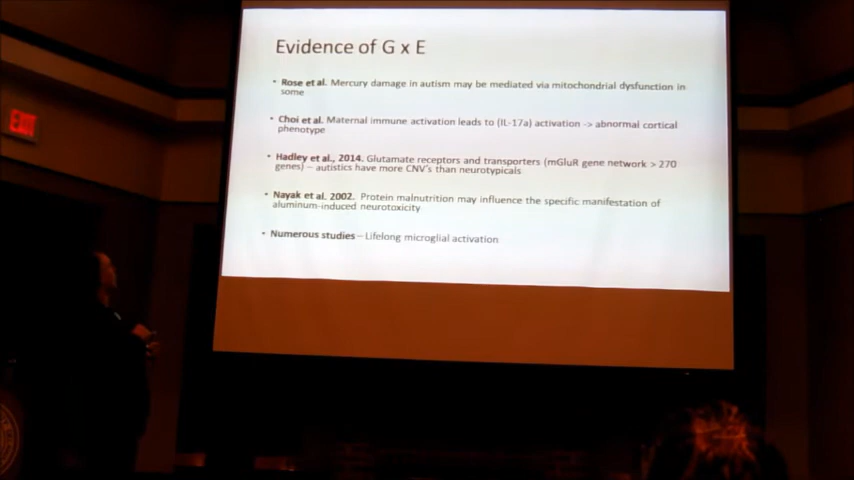 EXIT
Evidence of G x E
• Rose et al. Mercury damage in autism may be mediated via mitochondrial dysfunction in
some
• Choi et al. Maternal immune activation leads to (IL-17a) activation -> abnormal cortical
phenotype
• Hadley et al., 2014. Glutamate receptors and transporters (mGluR gene network > 270
genes) – autistics have more CNV's than neurotypicals
• Nayak et al. 2002. Protein malnutrition may influence the specific manifestation of
aluminum-induced neurotoxicity
• Numerous studies – Lifelong microglial activation